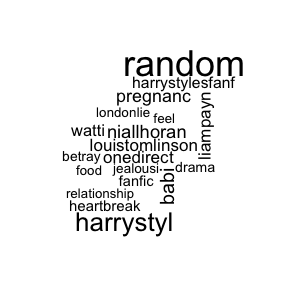 random
harrystylesfanf
pregnanc
londonlie
feel
watti
niallhoran
liampayn
louistomlinson
betray
onedirect
food
jealousi
drama
fanfic
babi
relationship
heartbreak
harrystyl